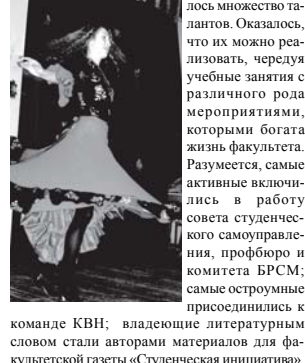 лось множество та-
лантов. Оказалось,
что их можно реа-
лизовать, чередуя
учебные занятия с
различного рода
мероприятиями,
которыми богата
жизнь факультета.
Разумеется, самые
активные включи-
лись в работу
совета студенчес-
кого самоуправле-
ния, профбюро и
комитета БРСМ;
самые остроумные
присоединились к
команде КВН; владеющие литературным
словом стали авторами материалов для фа-
культетской газеты «Студенческая инициатива»